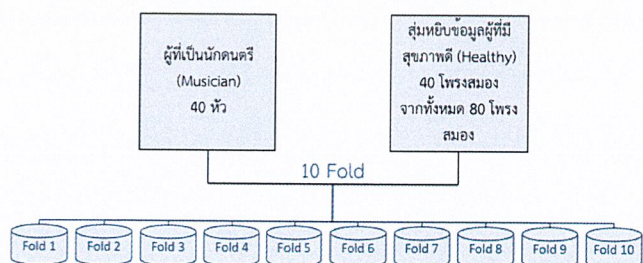 ผู้ที่เป็นนักดนตรี
(Musician)
40 หัว
สุ่มหยิบข้อมูลผู้ที่มี
สุขภาพดี (Healthy)
40 โพรงสมอง
จากทั้งหมด 80 โพรง
สมอง
10 Fold
Fold 1 Fold 2 Fold 3 Fold 4 Fold 5 Fold 6 Fold 7 Fold 8 Fold 9 Fold 10